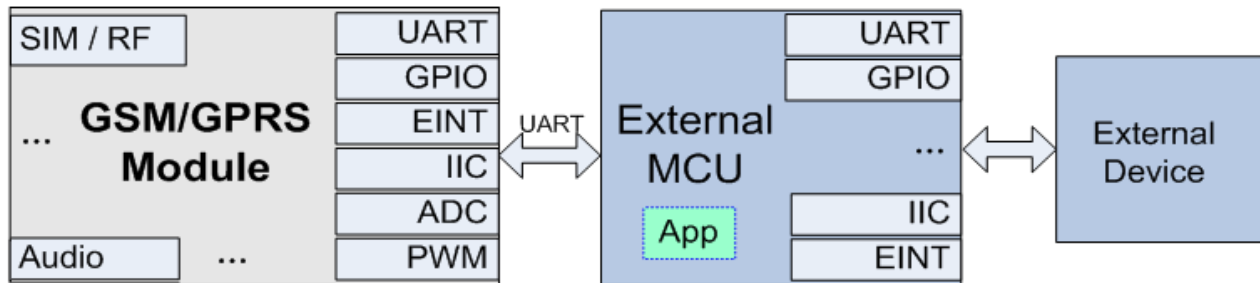 SIM / RF
...
GSM/GPRS
Module
Audio
...
UART
GPIO
EINT
IIC
ADC
PWM
UART
External
MCU
App
UART
GPIO
...
IIC
EINT
External
Device